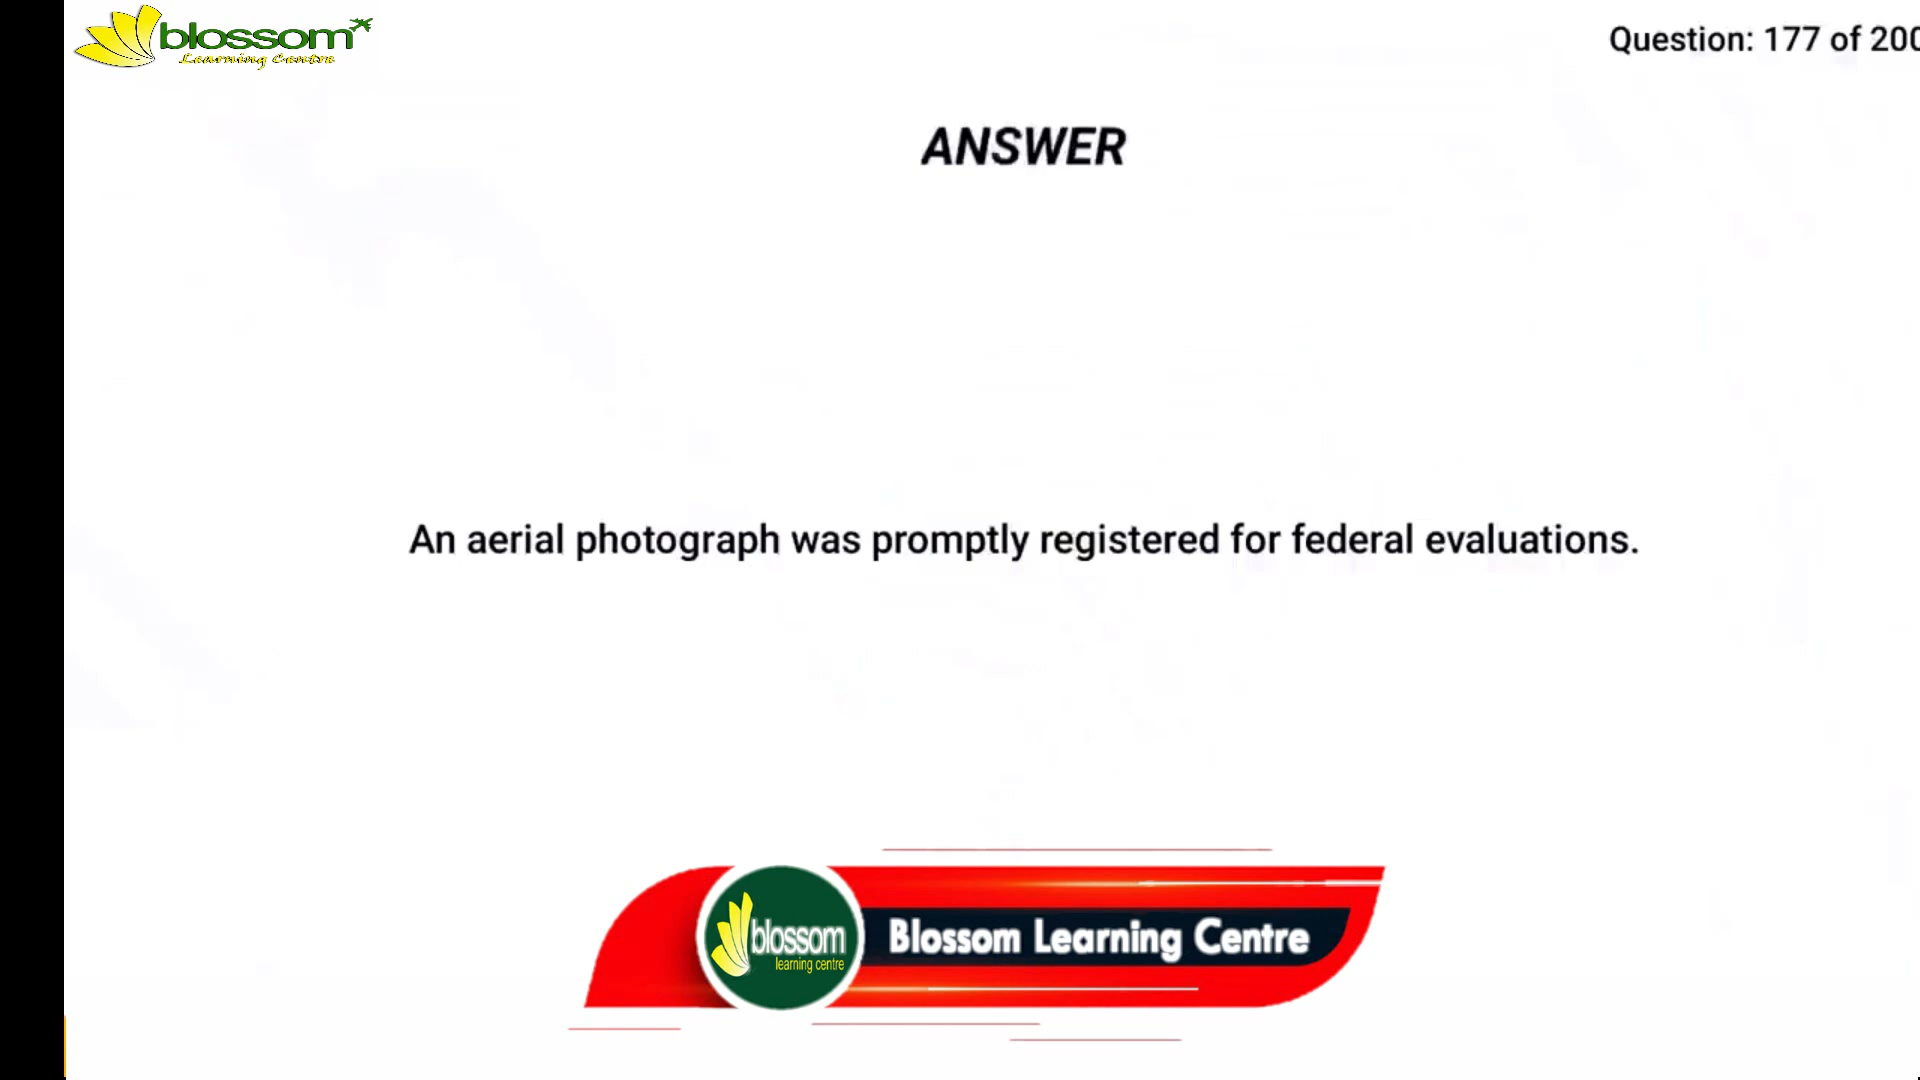 blossom
Learning Centre
Question: 177 of 200
ANSWER
An aerial photograph was promptly registered for federal evaluations.
blossom
learning centre
Blossom Learning Centre